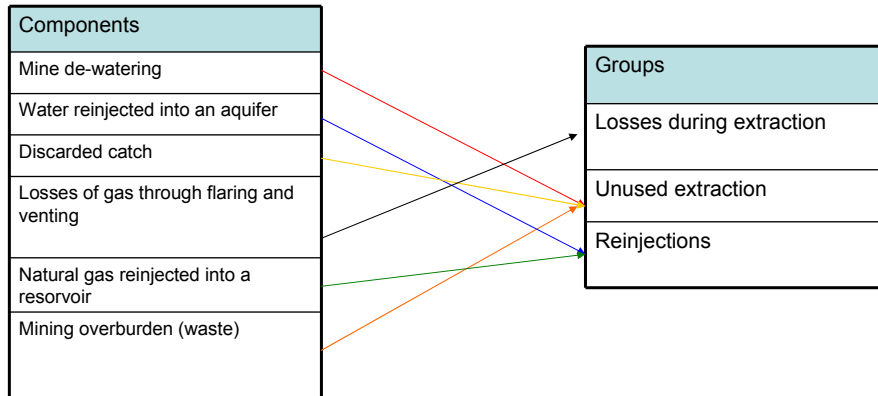 Components
Mine de-watering
Water reinjected into an aquifer
Discarded catch
Losses of gas through flaring and
venting
Natural gas reinjected into a
resorvoir
Mining overburden (waste)
Groups
Losses during extraction
Unused extraction
Reinjections